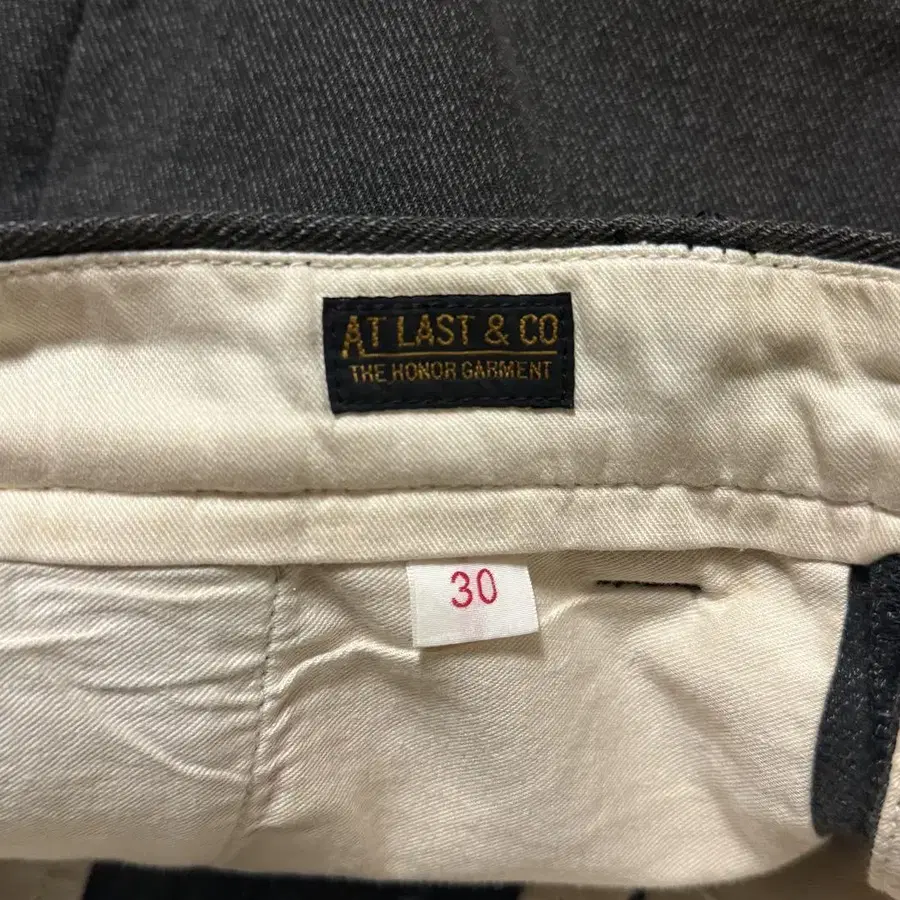 AT LAST & CO
THE HONOR GARMENT
30